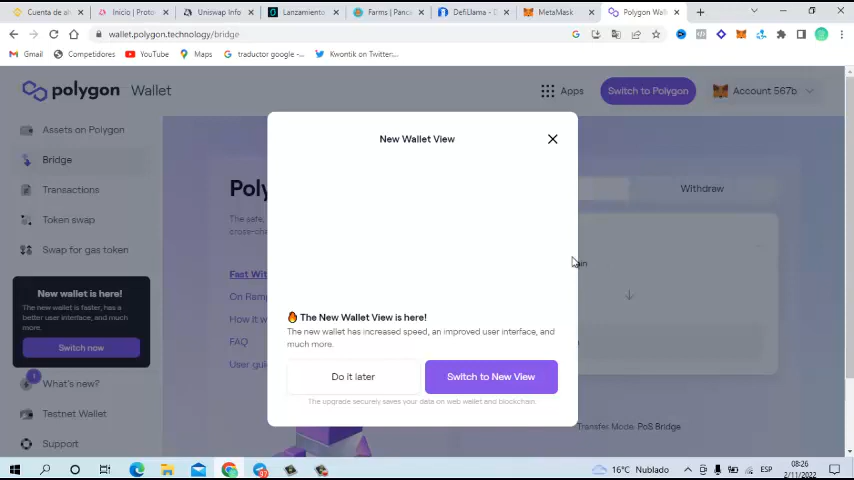 Cuenta de al
Inicio | Proto
Uniswap Info
Lanzamiento
Farms | Panc
DefiLlama - D
MetaMask
Polygon Wall
wallet.polygon.technology/bridge
Gmail
Competidores
YouTube
Maps
traductor google -...
Kwontik on Twitter:...
polygon Wallet
Apps
Switch to Polygon
Account 567b
Assets on Polygon
Bridge
Transactions
Token swap
Swap for gas token
New wallet is here!
The new wallet is faster, has a
better user interface, and much
more.
Switch now
1
What's new?
Testnet Wallet
Support
Poly
The safe,
cross-cha
Fast Wit
On Ramp
How it w
FAQ
User guid
Withdraw
Transfer Mode: PoS Bridge
New Wallet View
The New Wallet View is here!
The new wallet has increased speed, an improved user interface, and
much more.
Do it later
Switch to New View
The upgrade securely saves your data on web wallet and blockchain.
16°C Nublado
ESP
08:26
2/11/2022